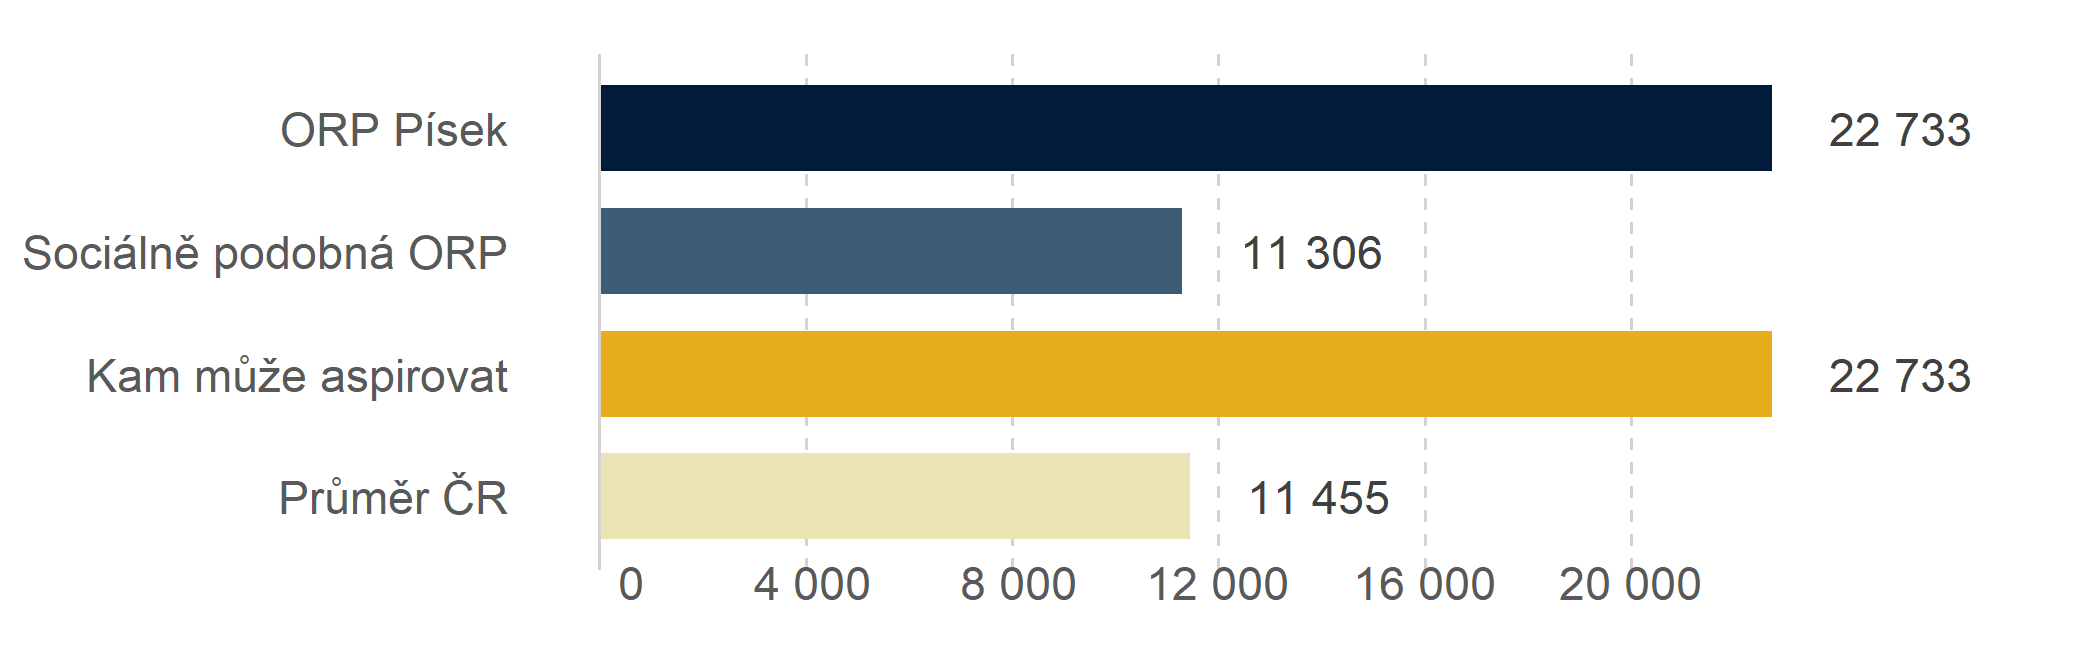 ORP Písek 22 733
Sociálně podobná ORP 11 306
Kam může aspirovat 22 733
Průměr ČR 11 455
0 4 000 8 000 12 000 16 000 20 000